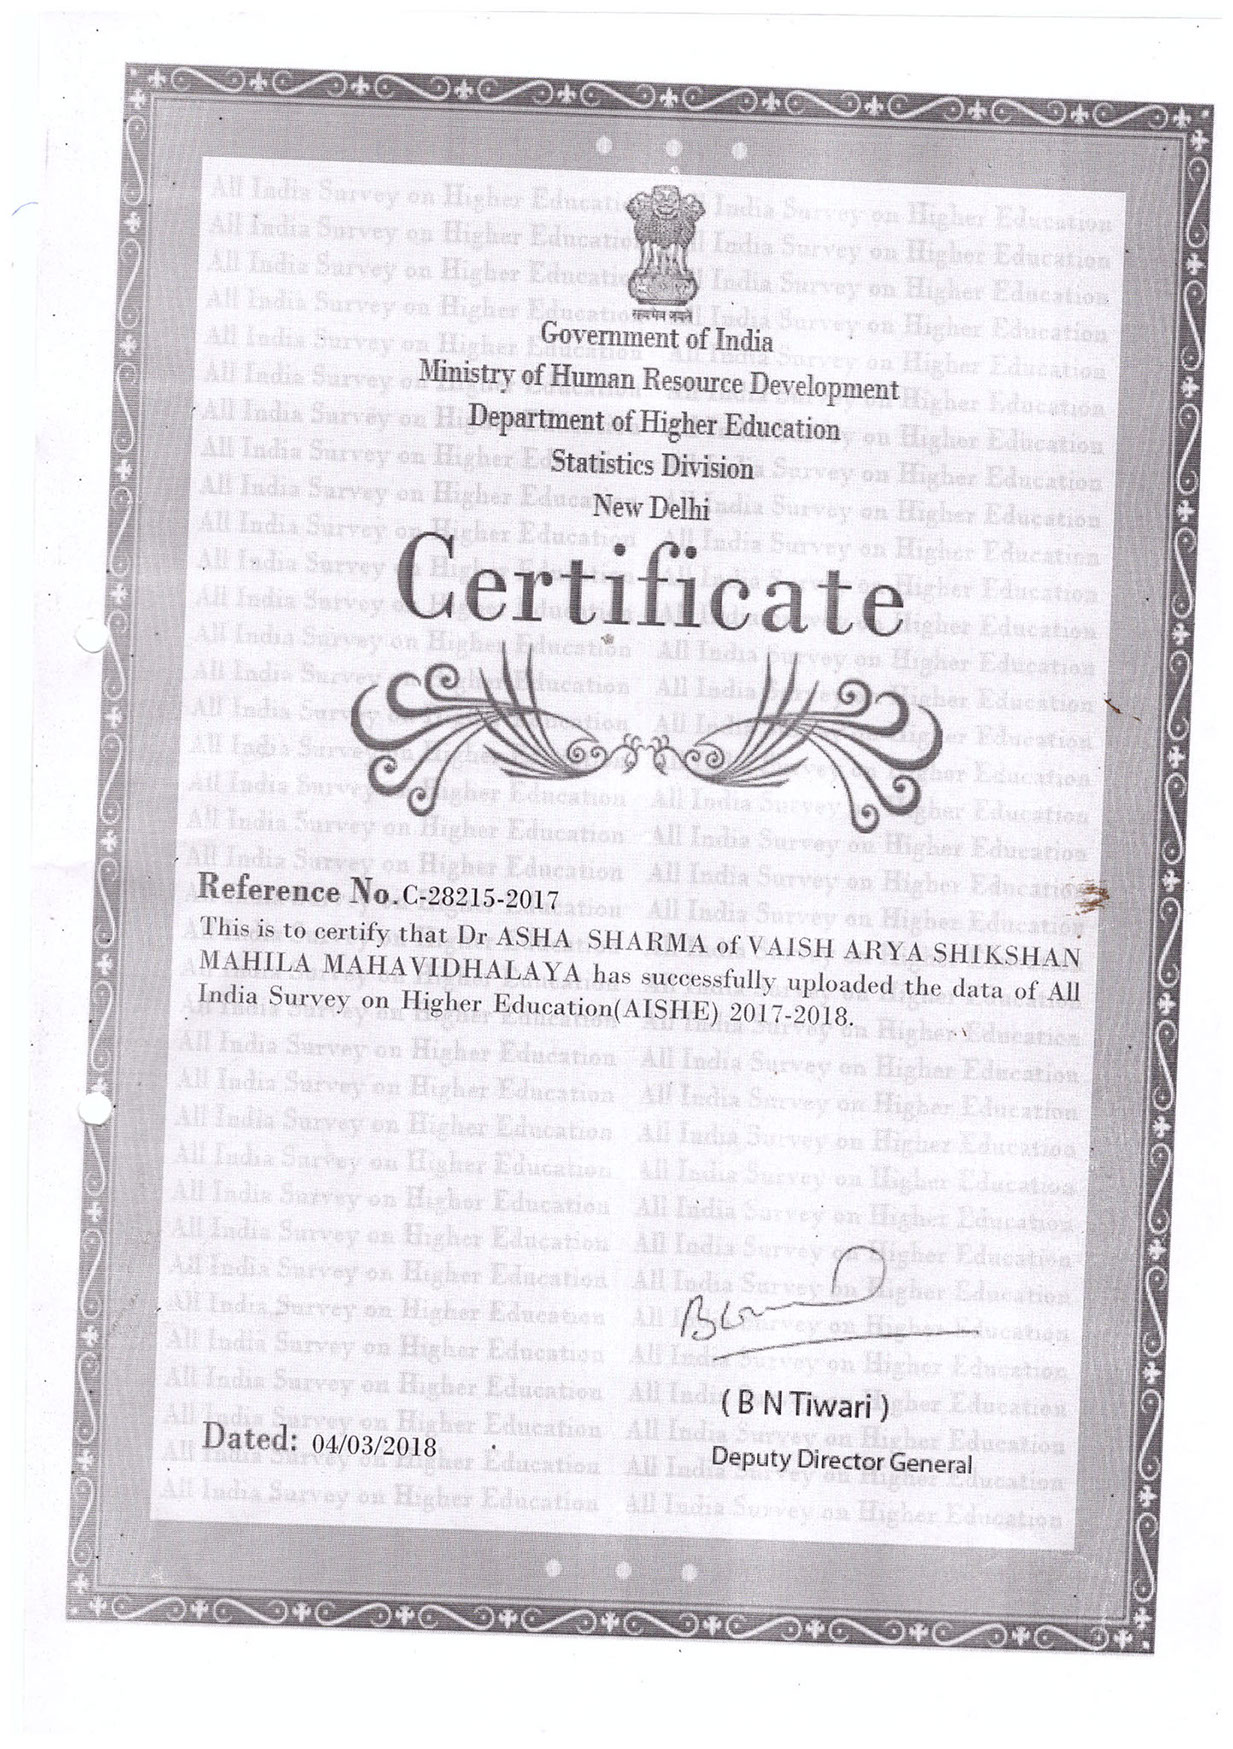 सत्यमेव जयते
Government of India
Ministry of Human Resource Development
Department of Higher Education
Statistics Division
New Delhi
Certificate
Reference No. C-28215-2017
This is to certify that Dr ASHA SHARMA of VAISH ARYA SHIKSHAN
MAHILA MAHAVIDHALAYA has successfully uploaded the data of All
India Survey on Higher Education(AISHE) 2017-2018.
( B N Tiwari )
Deputy Director General
Dated: 04/03/2018
All India Survey on Higher Education